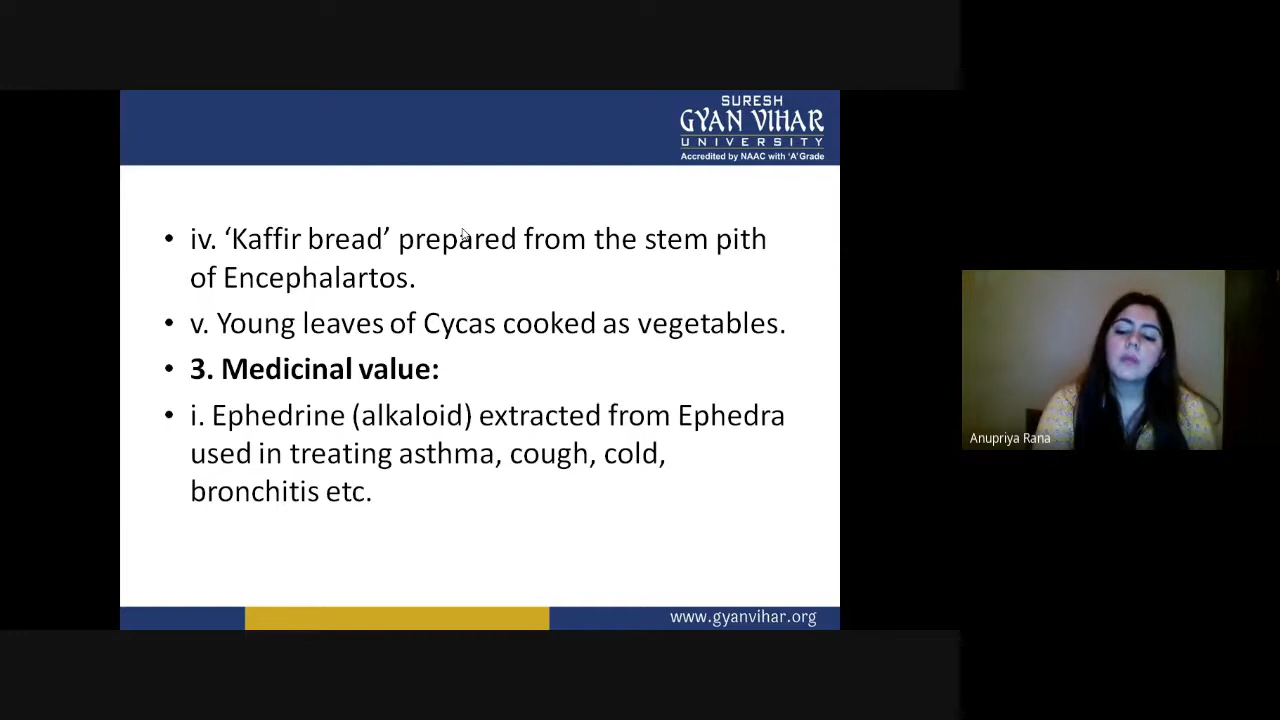 SURESH
GYAN VIHAR
UNIVERSITY
Accredited by NAAC with 'A' Grade
• iv. ‘Kaffir bread’ prepared from the stem pith
of Encephalartos.
• v. Young leaves of Cycas cooked as vegetables.
• 3. Medicinal value:
• i. Ephedrine (alkaloid) extracted from Ephedra
used in treating asthma, cough, cold,
bronchitis etc.
www.gyanvihar.org
Anupriya Rana